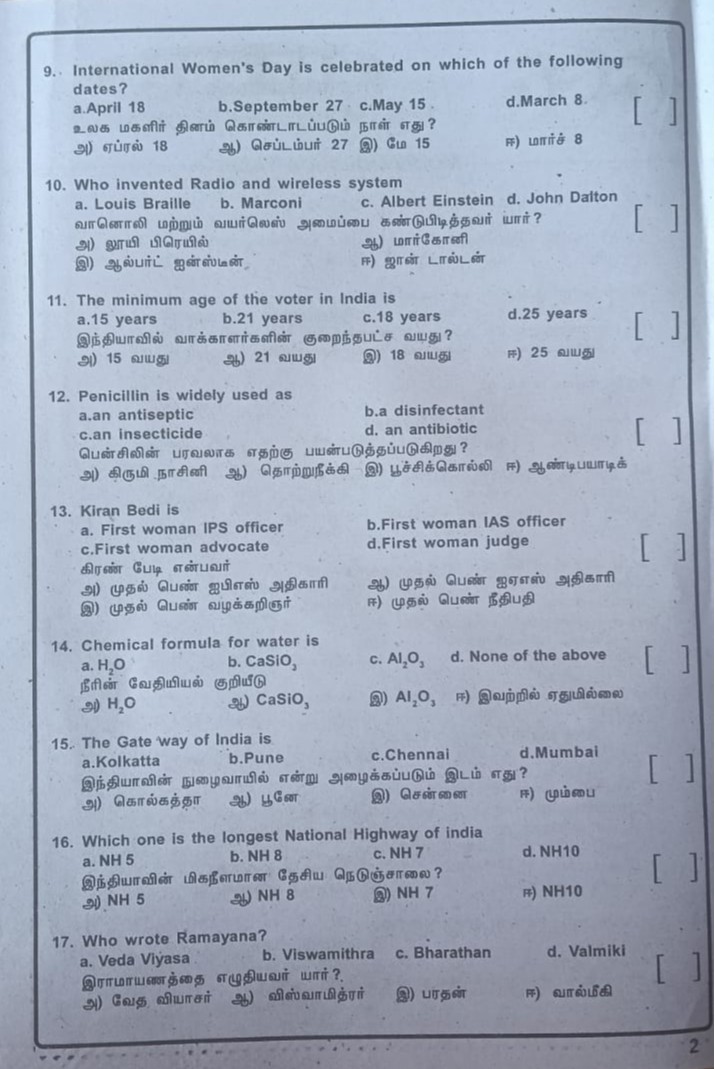 9. International Women's Day is celebrated on which of the following
dates?
a.April 18 b.September 27 c.May 15 d.March 8. [ ]
உலக மகளிர் தினம் கொண்டாடப்படும் நாள் எது?
அ) ஏப்ரல் 18 ஆ) செப்டம்பர் 27 இ) மே 15 ஈ) மார்ச் 8
10. Who invented Radio and wireless system
a. Louis Braille b. Marconi c. Albert Einstein d. John Dalton
வானொலி மற்றும் வயர்லெஸ் அமைப்பை கண்டுபிடித்தவர் யார்? [ ]
அ) லூயி பிரெயில் ஆ) மார்கோனி
இ) ஆல்பர்ட் ஐன்ஸ்டீன் ஈ) ஜான் டால்டன்
11. The minimum age of the voter in India is
a.15 years b.21 years c.18 years d.25 years [ ]
இந்தியாவில் வாக்காளர்களின் குறைந்தபட்ச வயது?
அ) 15 வயது ஆ) 21 வயது இ) 18 வயது ஈ) 25 வயது
12. Penicillin is widely used as
a.an antiseptic b.a disinfectant
c.an insecticide d. an antibiotic [ ]
பென்சிலின் பரவலாக எதற்கு பயன்படுத்தப்படுகிறது?
அ) கிருமி நாசினி ஆ) தொற்றுநீக்கி இ) பூச்சிக்கொல்லி ஈ) ஆண்டிபயாடிக்
13. Kiran Bedi is
a. First woman IPS officer b.First woman IAS officer
c.First woman advocate d.First woman judge [ ]
கிரண் பேடி என்பவர்
அ) முதல் பெண் ஐபிஎஸ் அதிகாரி ஆ) முதல் பெண் ஐஏஎஸ் அதிகாரி
இ) முதல் பெண் வழக்கறிஞர் ஈ) முதல் பெண் நீதிபதி
14. Chemical formula for water is
a. H₂O b. CaSiO₃ c. Al₂O₃ d. None of the above [ ]
நீரின் வேதியியல் குறியீடு
அ) H₂O ஆ) CaSiO₃ இ) Al₂O₃ ஈ) இவற்றில் எதுயில்லை
15. The Gate way of India is
a.Kolkatta b.Pune c.Chennai d.Mumbai [ ]
இந்தியாவின் நுழைவாயில் என்று அழைக்கப்படும் இடம் எது?
அ) கொல்கத்தா ஆ) பூனே இ) சென்னை ஈ) மும்பை
16. Which one is the longest National Highway of india
a. NH 5 b. NH 8 c. NH 7 d. NH10 [ ]
இந்தியாவின் மிகநீளமான தேசிய நெடுஞ்சாலை?
அ) NH 5 ஆ) NH 8 இ) NH 7 ஈ) NH10
17. Who wrote Ramayana?
a. Veda Viyasa b. Viswamithra c. Bharathan d. Valmiki [ ]
இராமாயணத்தை எழுதியவர் யார்?
அ) வேத வியாசர் ஆ) விஸ்வாமித்ரர் இ) பரதன் ஈ) வால்மீகி
2